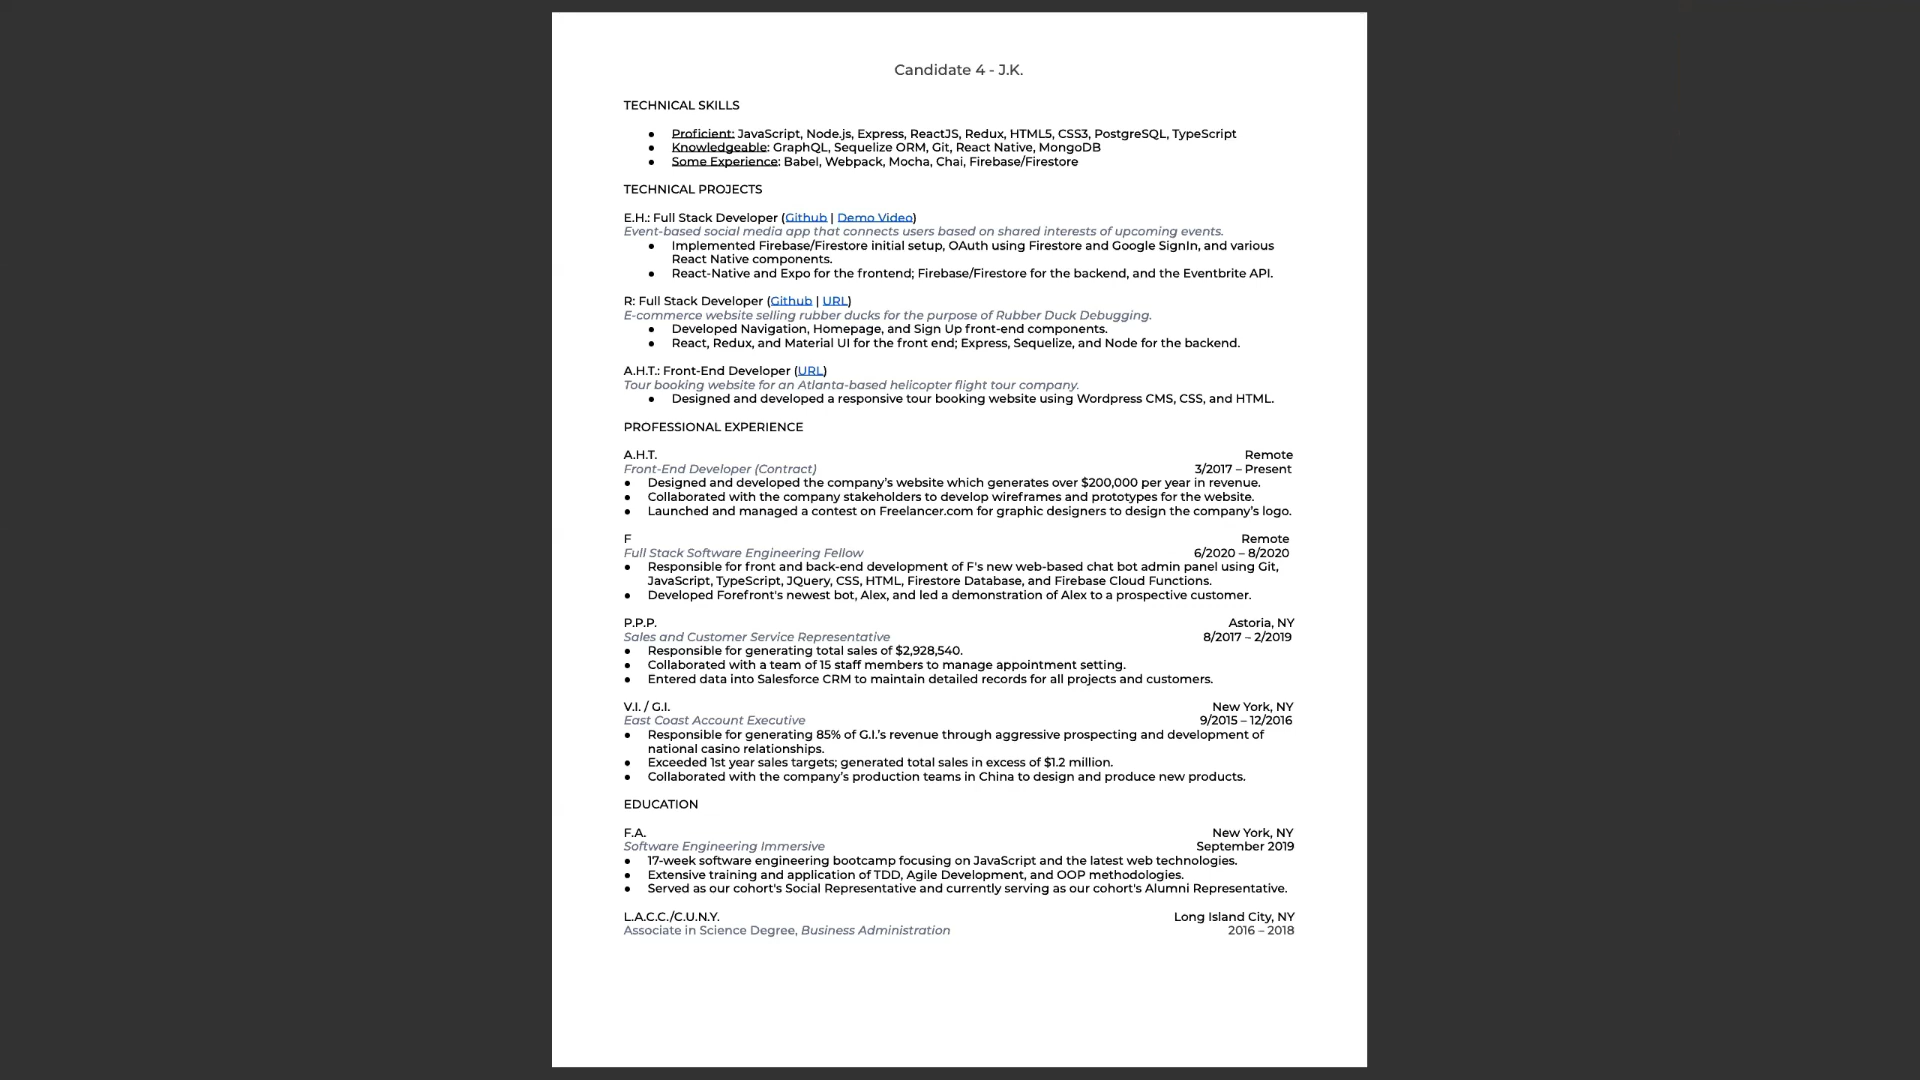 Candidate 4 - J.K.
TECHNICAL SKILLS
● Proficient: JavaScript, Node.js, Express, ReactJS, Redux, HTML5, CSS3, PostgreSQL, TypeScript
● Knowledgeable: GraphQL, Sequelize ORM, Git, React Native, MongoDB
● Some Experience: Babel, Webpack, Mocha, Chai, Firebase/Firestore
TECHNICAL PROJECTS
E.H.: Full Stack Developer (Github | Demo Video)
Event-based social media app that connects users based on shared interests of upcoming events.
● Implemented Firebase/Firestore initial setup, OAuth using Firestore and Google SignIn, and various
React Native components.
● React-Native and Expo for the frontend; Firebase/Firestore for the backend, and the Eventbrite API.
R: Full Stack Developer (Github | URL)
E-commerce website selling rubber ducks for the purpose of Rubber Duck Debugging.
● Developed Navigation, Homepage, and Sign Up front-end components.
● React, Redux, and Material UI for the front end; Express, Sequelize, and Node for the backend.
A.H.T.: Front-End Developer (URL)
Tour booking website for an Atlanta-based helicopter flight tour company.
● Designed and developed a responsive tour booking website using Wordpress CMS, CSS, and HTML.
PROFESSIONAL EXPERIENCE
A.H.T. Remote
Front-End Developer (Contract) 3/2017 – Present
● Designed and developed the company's website which generates over $200,000 per year in revenue.
● Collaborated with the company stakeholders to develop wireframes and prototypes for the website.
● Launched and managed a contest on Freelancer.com for graphic designers to design the company's logo.
F Remote
Full Stack Software Engineering Fellow 6/2020 – 8/2020
● Responsible for front and back-end development of F's new web-based chat bot admin panel using Git,
JavaScript, TypeScript, JQuery, CSS, HTML, Firestore Database, and Firebase Cloud Functions.
● Developed Forefront's newest bot, Alex, and led a demonstration of Alex to a prospective customer.
P.P.P. Astoria, NY
Sales and Customer Service Representative 8/2017 – 2/2019
● Responsible for generating total sales of $2,928,540.
● Collaborated with a team of 15 staff members to manage appointment setting.
● Entered data into Salesforce CRM to maintain detailed records for all projects and customers.
V.I. / G.I. New York, NY
East Coast Account Executive 9/2015 – 12/2016
● Responsible for generating 85% of G.I.'s revenue through aggressive prospecting and development of
national casino relationships.
● Exceeded 1st year sales targets; generated total sales in excess of $1.2 million.
● Collaborated with the company's production teams in China to design and produce new products.
EDUCATION
F.A. New York, NY
Software Engineering Immersive September 2019
● 17-week software engineering bootcamp focusing on JavaScript and the latest web technologies.
● Extensive training and application of TDD, Agile Development, and OOP methodologies.
● Served as our cohort's Social Representative and currently serving as our cohort's Alumni Representative.
L.A.C.C./C.U.N.Y. Long Island City, NY
Associate in Science Degree, Business Administration 2016 – 2018